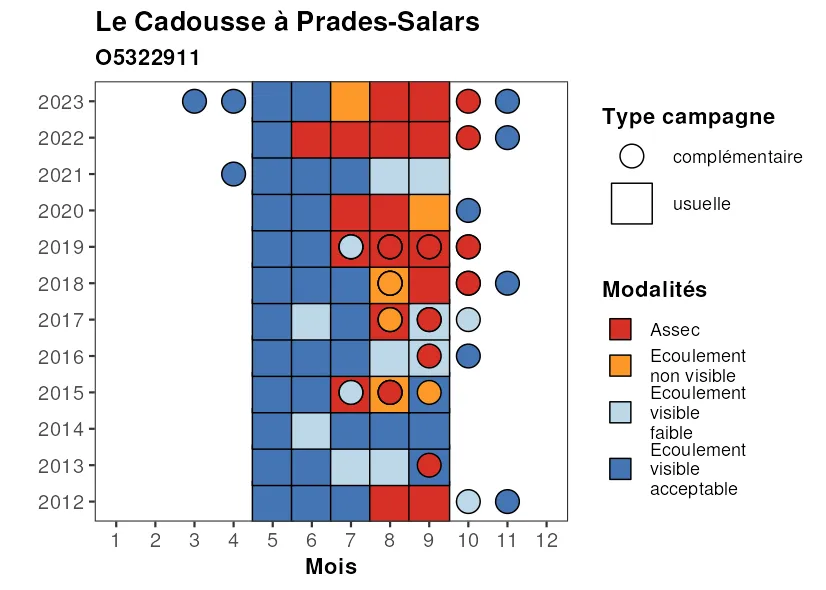 Le Cadousse à Prades-Salars
O5322911
2023
2022
2021
2020
2019
2018
2017
2016
2015
2014
2013
2012
1 2 3 4 5 6 7 8 9 10 11 12
Mois
Type campagne
complémentaire
usuelle
Modalités
Assec
Ecoulement
non visible
Ecoulement
visible
faible
Ecoulement
visible
acceptable